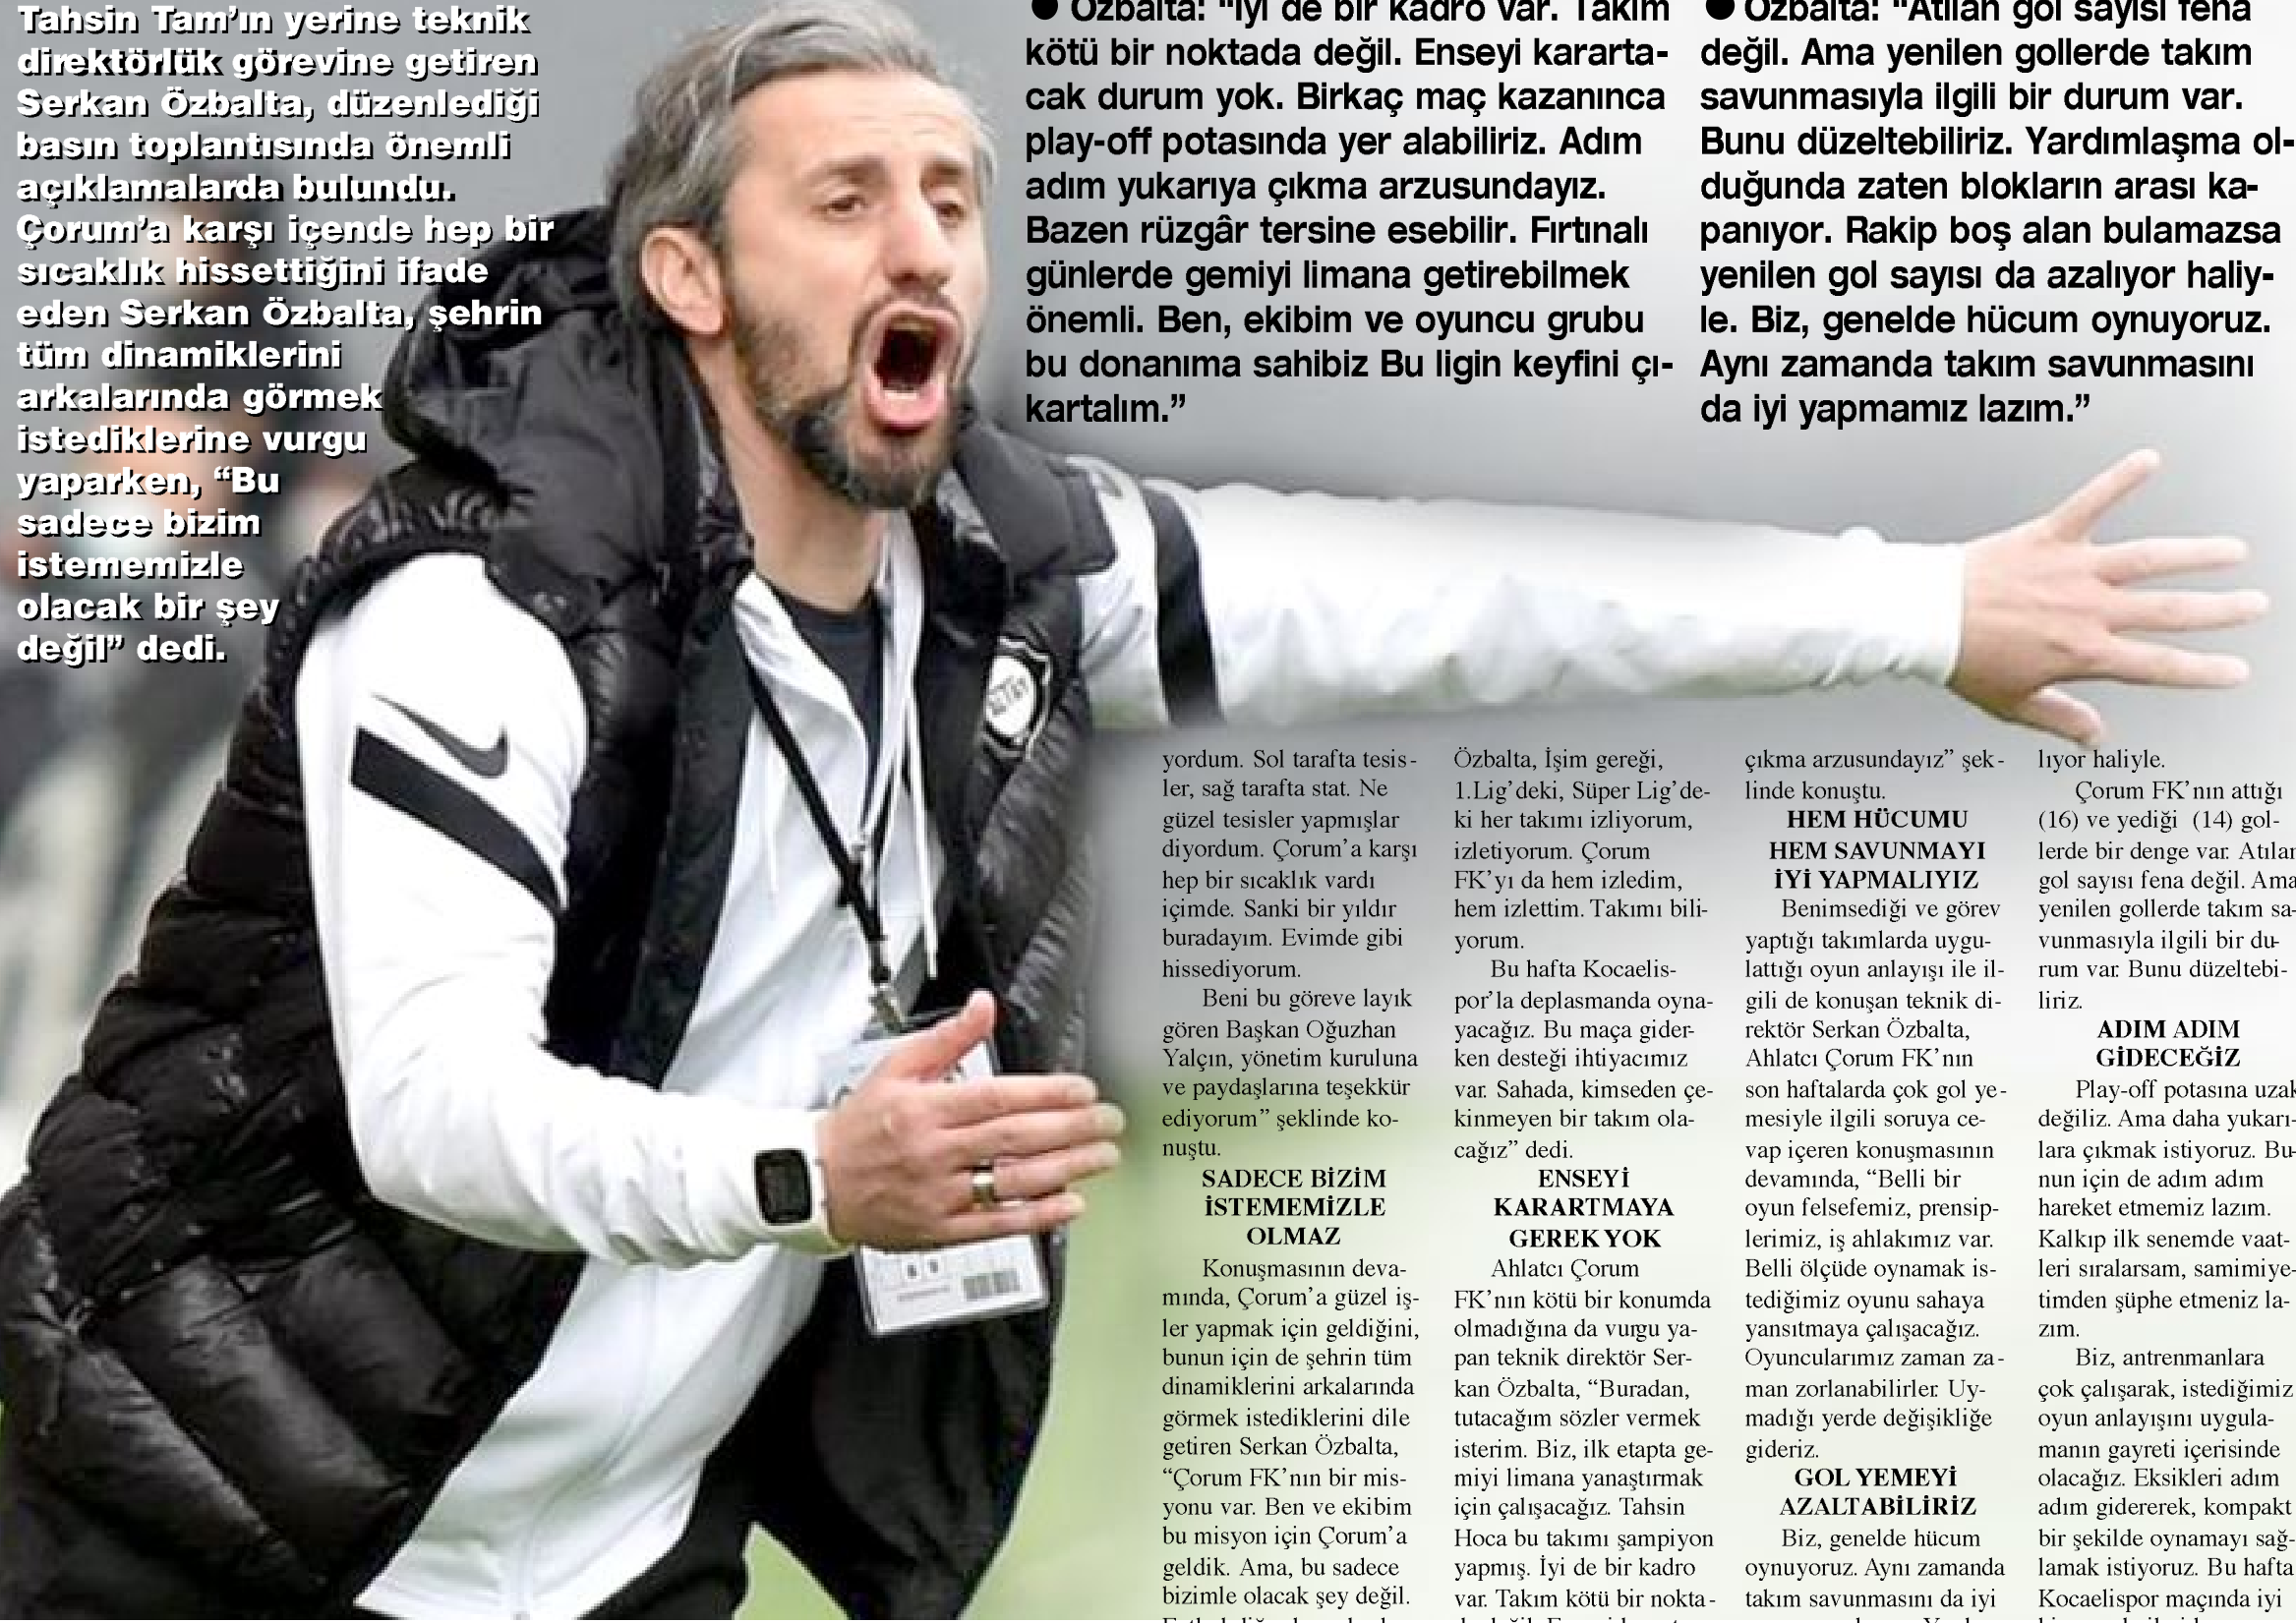 Tahsin Tam’ın yerine teknik
direktörlük görevine getiren
Serkan Özbalta, düzenlediği
basın toplantısında önemli
açıklamalarda bulundu.
Çorum’a karşı içende hep bir
sıcaklık hissettiğini ifade
eden Serkan Özbalta, şehrin
tüm dinamiklerini
arkalarında görmek
istediklerine vurgu
yaparken, “Bu
sadece bizim
istememizle
olacak bir şey
değil” dedi.
● Özbalta: “İyi de bir kadro var. Takım
kötü bir noktada değil. Enseyi kararta-
cak durum yok. Birkaç maç kazanınca
play-off potasında yer alabiliriz. Adım
adım yukarıya çıkma arzusundayız.
Bazen rüzgâr tersine esebilir. Fırtınalı
günlerde gemiyi limana getirebilmek
önemli. Ben, ekibim ve oyuncu grubu
bu donanıma sahibiz Bu ligin keyfini çı-
kartalım.”
● Özbalta: “Atılan gol sayısı fena
değil. Ama yenilen gollerde takım
savunmasıyla ilgili bir durum var.
Bunu düzeltebiliriz. Yardımlaşma ol-
duğunda zaten blokların arası ka-
panıyor. Rakip boş alan bulamazsa
yenilen gol sayısı da azalıyor haliy-
le. Biz, genelde hücum oynuyoruz.
Aynı zamanda takım savunmasını
da iyi yapmamız lazım.”
yordum. Sol tarafta tesis-
ler, sağ tarafta stat. Ne
güzel tesisler yapmışlar
diyordum. Çorum’a karşı
hep bir sıcaklık vardı
içimde. Sanki bir yıldır
buradayım. Evimde gibi
hissediyorum.
Beni bu göreve layık
gören Başkan Oğuzhan
Yalçın, yönetim kuruluna
ve paydaşlarına teşekkür
ediyorum” şeklinde ko-
nuştu.
SADECE BİZİM
İSTEMEMİZLE
OLMAZ
Konuşmasının deva-
mında, Çorum’a güzel iş-
ler yapmak için geldiğini,
bunun için de şehrin tüm
dinamiklerini arkalarında
görmek istediklerini dile
getiren Serkan Özbalta,
“Çorum FK’nın bir mis-
yonu var. Ben ve ekibim
bu misyon için Çorum’a
geldik. Ama, bu sadece
bizimle olacak şey değil.
Özbalta, İşim gereği,
1.Lig’deki, Süper Lig’de-
ki her takımı izliyorum,
izletiyorum. Çorum
FK’yı da hem izledim,
hem izlettim. Takımı bili-
yorum.
Bu hafta Kocaelis-
por’la deplasmanda oyna-
yacağız. Bu maça gider-
ken desteği ihtiyacımız
var. Sahada, kimseden çe-
kinmeyen bir takım ola-
cağız” dedi.
ENSEYİ
KARARTMAYA
GEREK YOK
Ahlatcı Çorum
FK’nın kötü bir konumda
olmadığına da vurgu ya-
pan teknik direktör Ser-
kan Özbalta, “Buradan,
tutacağım sözler vermek
isterim. Biz, ilk etapta ge-
miyi limana yanaştırmak
için çalışacağız. Tahsin
Hoca bu takımı şampiyon
yapmış. İyi de bir kadro
var. Takım kötü bir nokta-
çıkma arzusundayız” şek-
linde konuştu.
HEM HÜCUMU
HEM SAVUNMAYI
İYİ YAPMALIYIZ
Benimsediği ve görev
yaptığı takımlarda uygu-
lattığı oyun anlayışı ile il-
gili de konuşan teknik di-
rektör Serkan Özbalta,
Ahlatcı Çorum FK’nın
son haftalarda çok gol ye-
mesiyle ilgili soruya ce-
vap içeren konuşmasının
devamında, “Belli bir
oyun felsefemiz, prensip-
lerimiz, iş ahlakımız var.
Belli ölçüde oynamak is-
tediğimiz oyunu sahaya
yansıtmaya çalışacağız.
Oyuncularımız zaman za-
man zorlanabilirler. Uy-
madığı yerde değişikliğe
gideriz.
GOL YEMEYİ
AZALTABİLİRİZ
Biz, genelde hücum
oynuyoruz. Aynı zamanda
takım savunmasını da iyi
lıyor haliyle.
Çorum FK’nın attığı
(16) ve yediği (14) gol-
lerde bir denge var. Atılan
gol sayısı fena değil. Ama
yenilen gollerde takım sa-
vunmasıyla ilgili bir du-
rum var. Bunu düzeltebi-
liriz.
ADIM ADIM
GİDECEĞİZ
Play-off potasına uzak
değiliz. Ama daha yukarı-
lara çıkmak istiyoruz. Bu-
nun için de adım adım
hareket etmemiz lazım.
Kalkıp ilk senemde vaat-
leri sıralarsam, samimiye-
timden şüphe etmeniz la-
zım.
Biz, antrenmanlara
çok çalışarak, istediğimiz
oyun anlayışını uygula-
manın gayreti içerisinde
olacağız. Eksikleri adım
adım gidererek, kompakt
bir şekilde oynamayı sağ-
lamak istiyoruz. Bu hafta
Kocaelispor maçında iyi